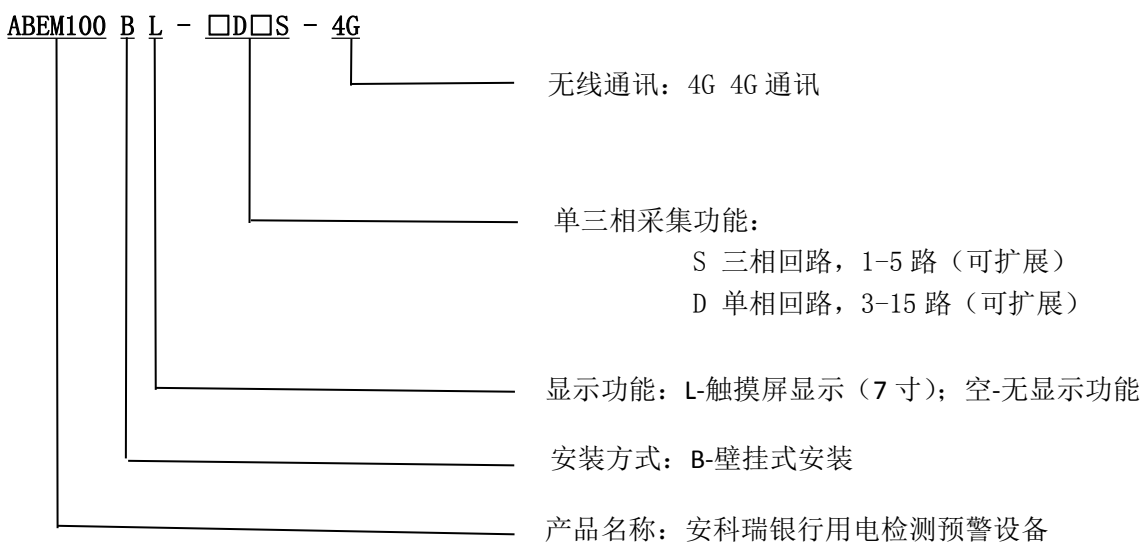 ABEM100 B L - □D□S - 4G
无线通讯：4G 4G 通讯
单三相采集功能：
S 三相回路，1-5 路（可扩展）
D 单相回路，3-15 路（可扩展）
显示功能：L-触摸屏显示（7 寸）；空-无显示功能
安装方式：B-壁挂式安装
产品名称：安科瑞银行用电检测预警设备